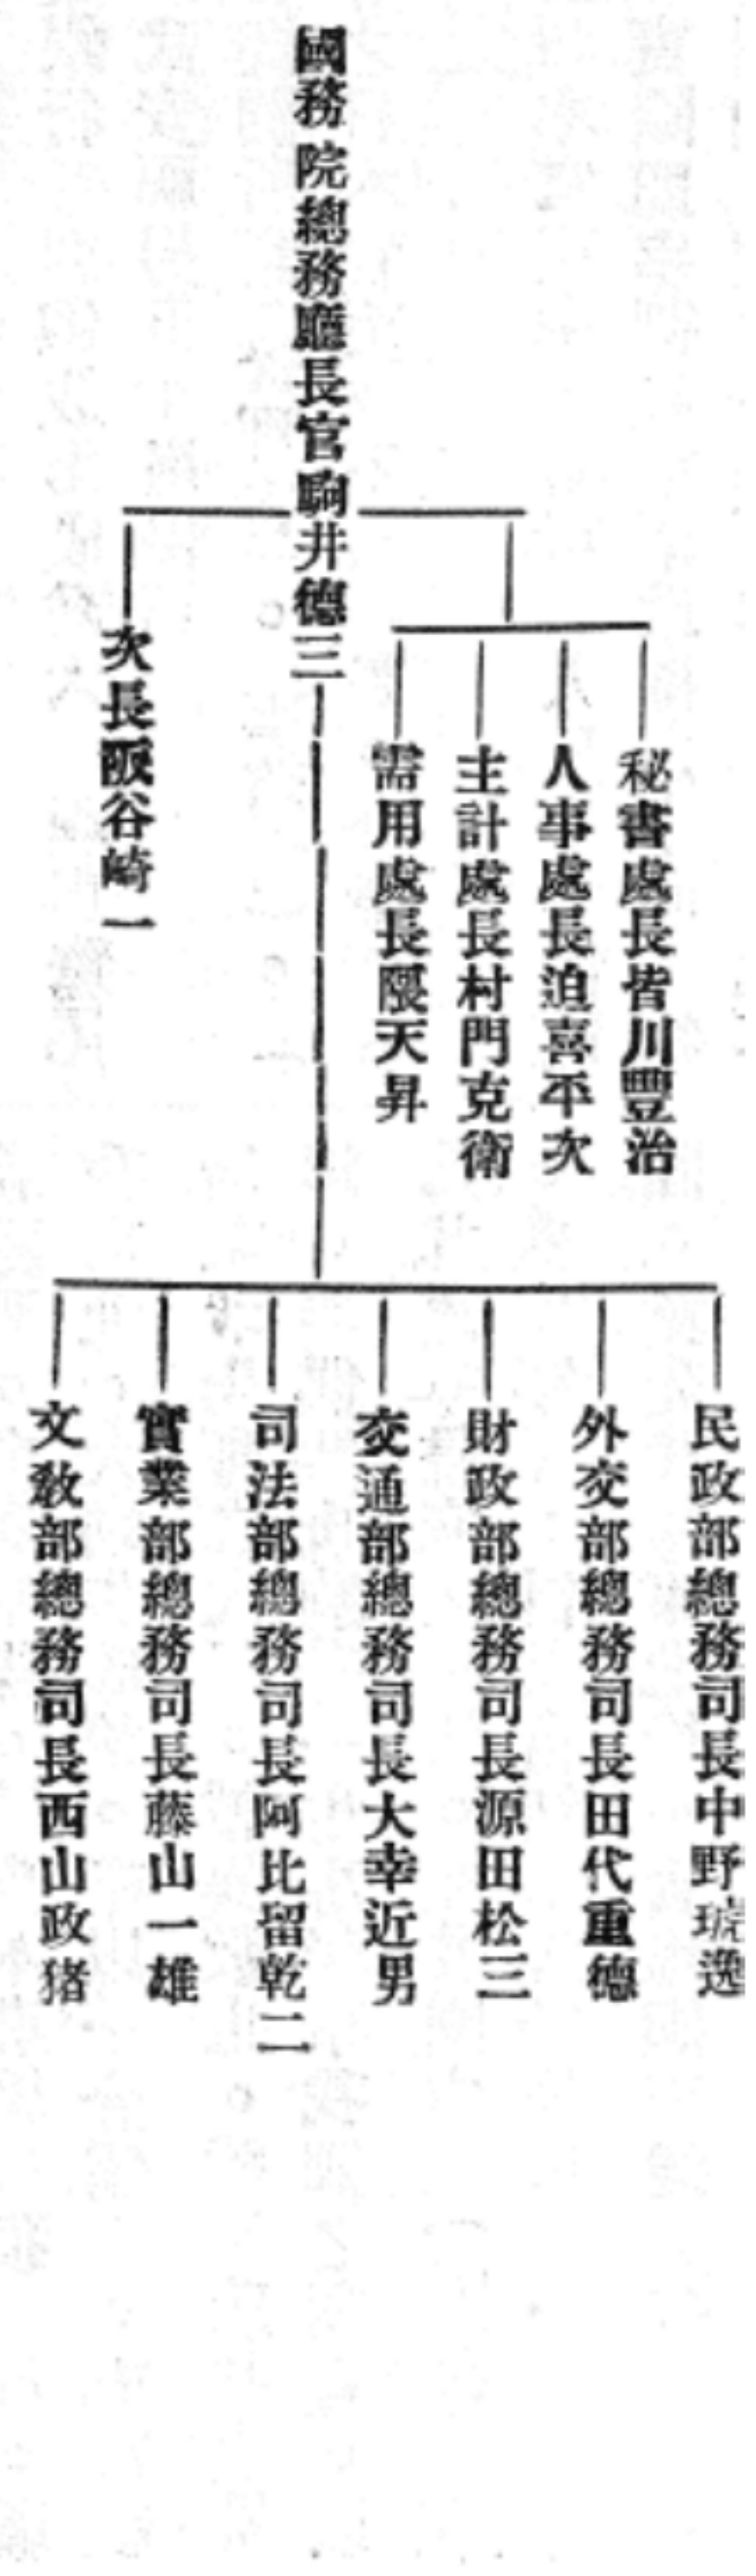 國務院總務廳長官駒井德三
秘書處長皆川豐治
人事處長迫喜平次
主計處長村門克衛
需用處長隈天昇
次長阪谷崎一
民政部總務司長中野琥逸
外交部總務司長田代重德
財政部總務司長源田松三
交通部總務司長大幸近男
司法部總務司長阿比留乾二
實業部總務司長藤山一雄
文敎部總務司長西山政猪